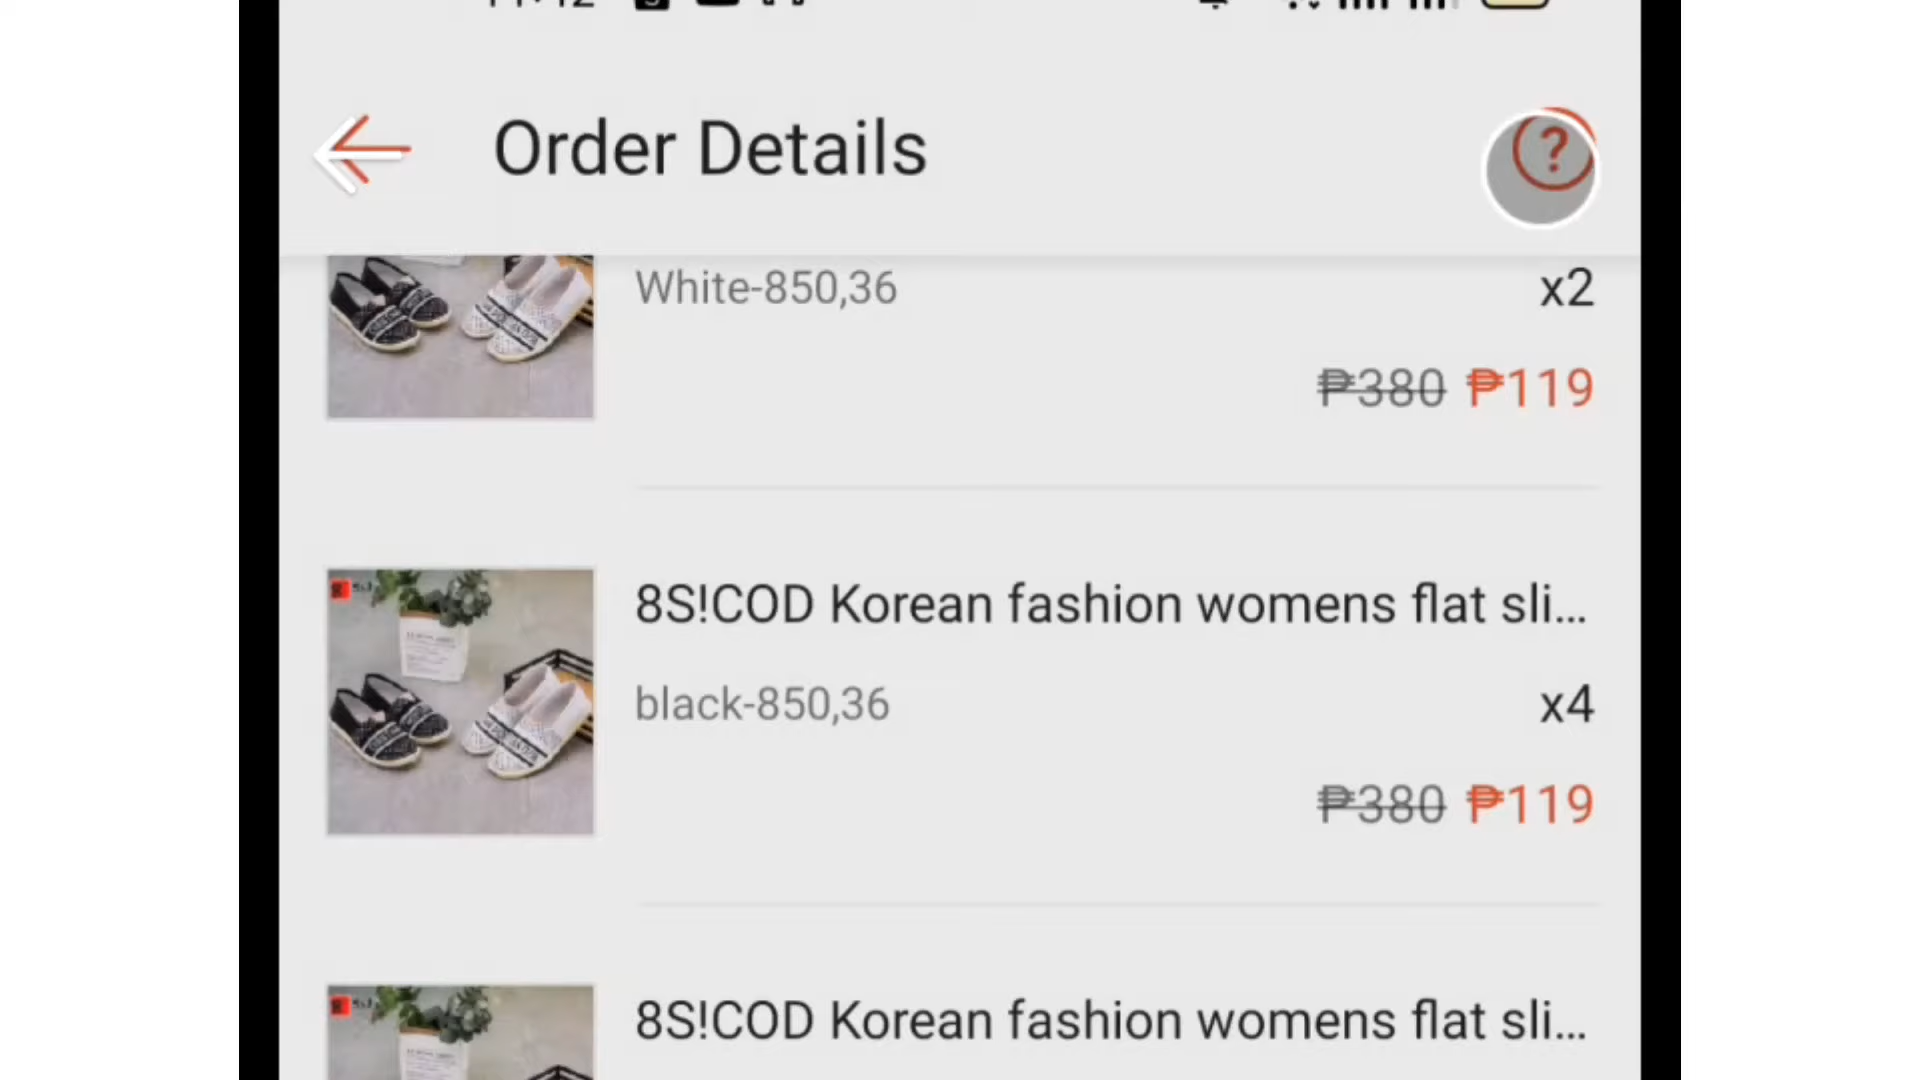 Order Details
?
White-850,36
x2
₱380 ₱119
8S!COD Korean fashion womens flat sli...
black-850,36
x4
₱380 ₱119
8S!COD Korean fashion womens flat sli...